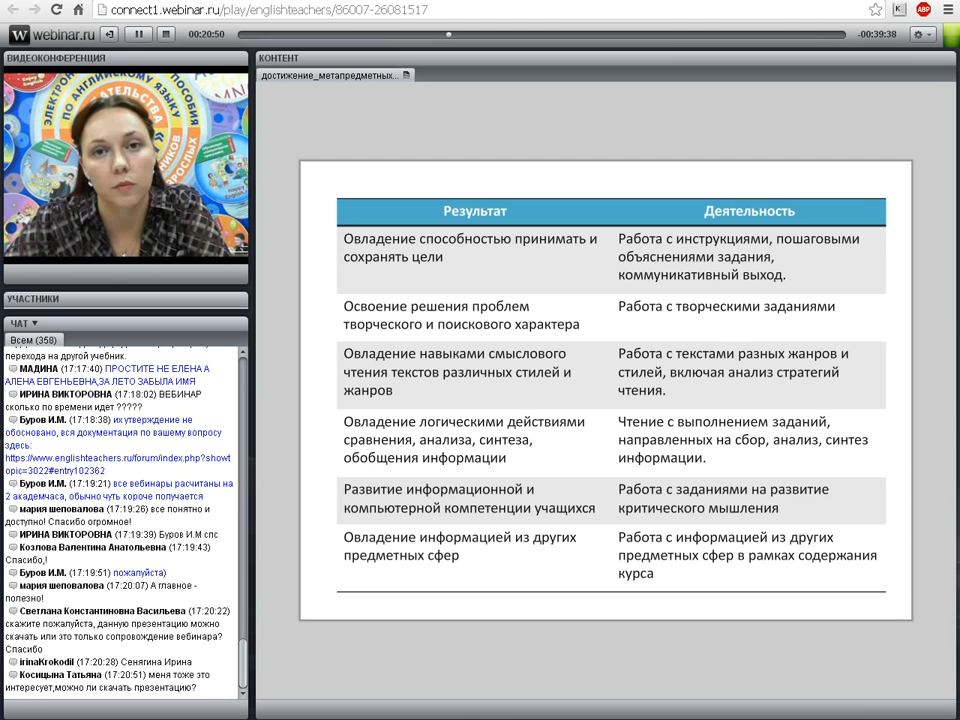 connect1.webinar.ru/play/englishteachers/86007-26081517
K
ABP
W webinar.ru
00:20:50
-00:39:38
ВИДЕОКОНФЕРЕНЦИЯ
ЭЛЕКТРОН
ПОСОБИЯ
ПО АНГЛИЙСКОМУ ЯЗЫКУ
УЧАСТНИКИ
ЧАТ
Всем (358)
перехода на другой учебник.
МАДИНА (17:17:40) ПРОСТИТЕ НЕ ЕЛЕНА А
АЛЕНА ЕВГЕНЬЕВНА,ЗА ЛЕТО ЗАБЫЛА ИМЯ
ИРИНА ВИКТОРОВНА (17:18:02) ВЕБИНАР
сколько по времени идет ?????
Буров И.М. (17:18:38) их утверждение не
обосновано, вся документация по вашему вопросу
здесь:
https://www.englishteachers.ru/forum/index.php?showt
opic=3022#entry102362
Буров И.М. (17:19:21) все вебинары расчитаны на
2 академчаса, обычно чуть короче получается
мария шеповалова (17:19:26) все понятно и
доступно! Спасибо огромное!
ИРИНА ВИКТОРОВНА (17:19:39) Буров И.М спс
Козлова Валентина Анатольевна (17:19:43)
Спасибо,!
Буров И.М. (17:19:51) пожалуйста)
мария шеповалова (17:20:07) А главное -
полезно!
Светлана Константиновна Васильева (17:20:22)
скажите пожалуйста, данную презентацию можно
скачать или это только сопровождение вебинара?
Спасибо
irinaKrokodil (17:20:28) Сенягина Ирина
Косицына Татьяна (17:20:51) меня тоже это
интересует,можно ли скачать презентацию?
КОНТЕНТ
достижение_метапредметных...
Результат
Деятельность
Овладение способностью принимать и
сохранять цели
Работа с инструкциями, пошаговыми
объяснениями задания,
коммуникативный выход.
Освоение решения проблем
творческого и поискового характера
Работа с творческими заданиями
Овладение навыками смыслового
чтения текстов различных стилей и
жанров
Работа с текстами разных жанров и
стилей, включая анализ стратегий
чтения.
Овладение логическими действиями
сравнения, анализа, синтеза,
обобщения информации
Чтение с выполнением заданий,
направленных на сбор, анализ, синтез
информации.
Развитие информационной и
компьютерной компетенции учащихся
Работа с заданиями на развитие
критического мышления
Овладение информацией из других
предметных сфер
Работа с информацией из других
предметных сфер в рамках содержания
курса